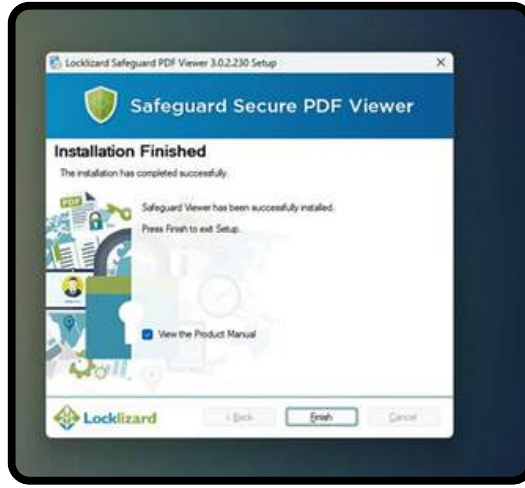 Locklizard Safeguard PDF Viewer 3.0.2.230 Setup
Safeguard Secure PDF Viewer
Installation Finished
The installation has completed successfully.
PDF
Safeguard Viewer has been successfully installed.
Press Finish to exit Setup.
View the Product Manual
Locklizard
< Back
Finish
Cancel